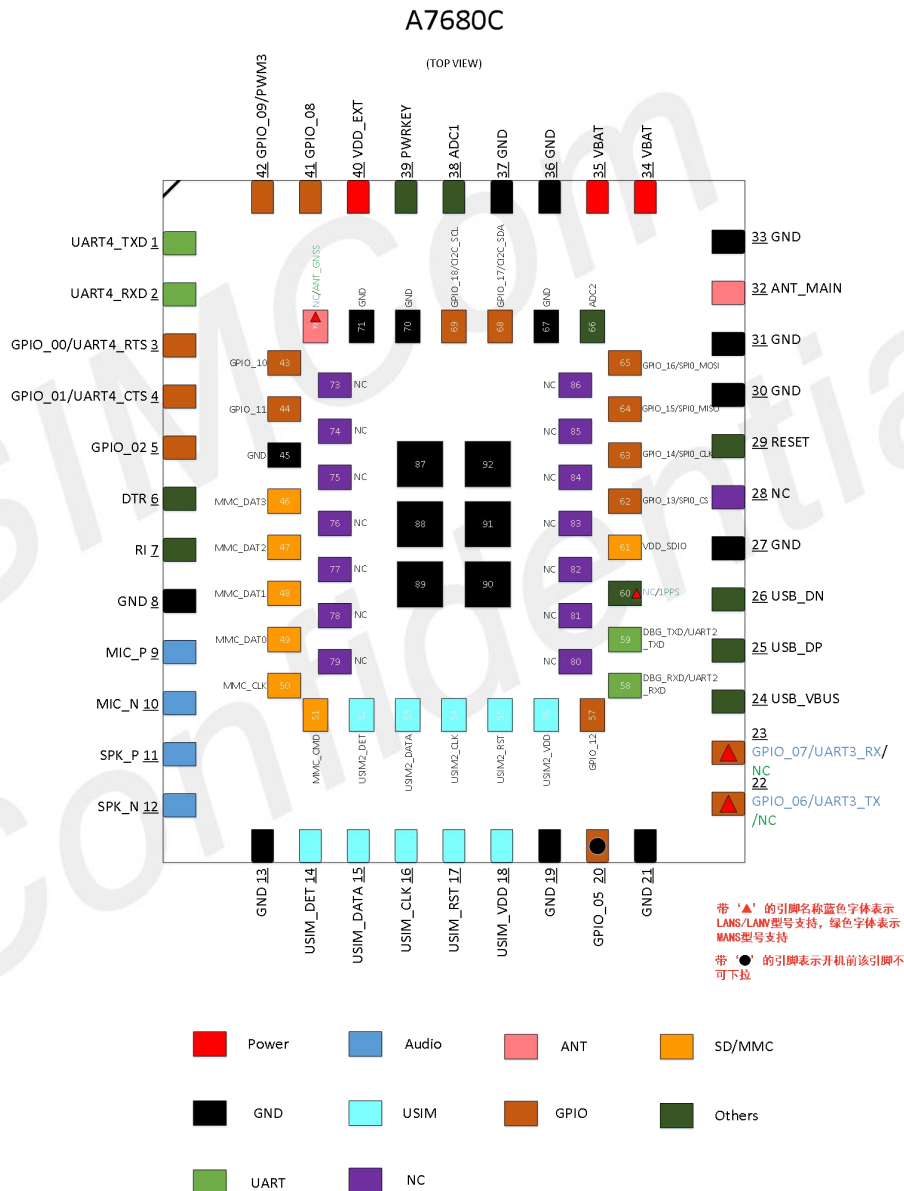 A7680C
(TOP VIEW)
42 GPIO_09/PWM3
41 GPIO_08
40 VDD_EXT
39 PWRKEY
38 ADC1
37 GND
36 GND
35 VBAT
34 VBAT
UART4_TXD 1
UART4_RXD 2
GPIO_00/UART4_RTS 3
GPIO_01/UART4_CTS 4
GPIO_02 5
DTR 6
RI 7
GND 8
MIC_P 9
MIC_N 10
SPK_P 11
SPK_N 12
GND 13
USIM_DET 14
USIM_DATA 15
USIM_CLK 16
USIM_RST 17
USIM_VDD 18
GND 19
GPIO_05 20
GND 21
33 GND
32 ANT_MAIN
31 GND
30 GND
29 RESET
28 NC
27 GND
26 USB_DN
25 USB_DP
24 USB_VBUS
23
GPIO_07/UART3_RX/
NC
22
GPIO_06/UART3_TX
/NC
NC/ANT_GNSS
GND 71
GND 70
GPIO_18/CI2C_SCL 69
GPIO_17/CI2C_SDA 68
GND 67
ADC2 66
GPIO_10 43
GPIO_11 44
GND 45
MMC_DAT3 46
MMC_DAT2 47
MMC_DAT1 48
MMC_DAT0 49
MMC_CLK 50
MMC_CMD 51
USIM2_DET 52
USIM2_DATA 53
USIM2_CLK 54
USIM2_RST 55
USIM2_VDD 56
GPIO_12 57
65 GPIO_16/SPI0_MOSI
64 GPIO_15/SPI0_MISO
63 GPIO_14/SPI0_CLK
62 GPIO_13/SPI0_CS
61 VDD_SDIO
60 NC/1PPS
59 DBG_TXD/UART2
_TXD
58 DBG_RXD/UART2
_RXD
73 NC
74 NC
75 NC
76 NC
77 NC
78 NC
79 NC
NC 86
NC 85
NC 84
NC 83
NC 82
NC 81
NC 80
87
92
88
91
89
90
带‘▲’的引脚名称蓝色字体表示
LANS/LANV型号支持，绿色字体表示
MANS型号支持
带‘●’的引脚表示开机前该引脚不
可下拉
Power
Audio
ANT
SD/MMC
GND
USIM
GPIO
Others
UART
NC
SIMCom
Confidential